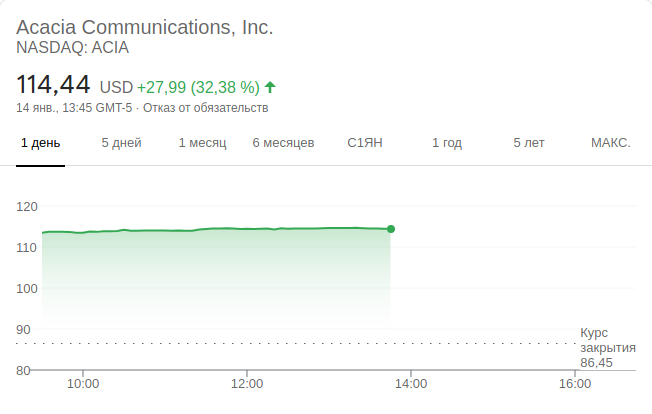 Acacia Communications, Inc.
NASDAQ: ACIA
114,44 USD +27,99 (32,38 %)
14 янв., 13:45 GMT-5 · Отказ от обязательств
1 день 5 дней 1 месяц 6 месяцев С1ЯН 1 год 5 лет МАКС.
120
110
100
90
Курс
закрытия
86,45
80
10:00 12:00 14:00 16:00